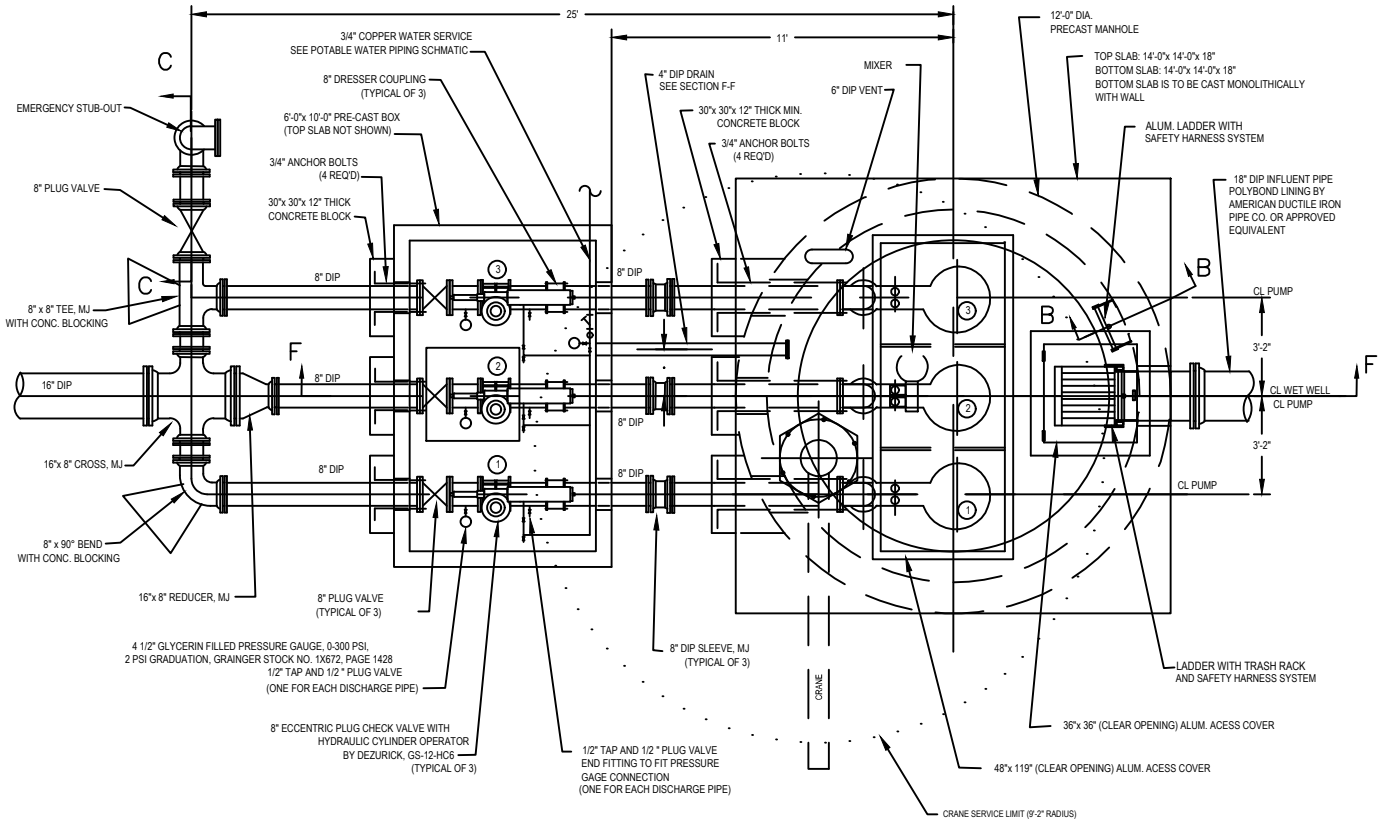 25'
11'
C
3/4" COPPER WATER SERVICE
SEE POTABLE WATER PIPING SCHMATIC
8" DRESSER COUPLING
(TYPICAL OF 3)
6'-0"x 10'-0" PRE-CAST BOX
(TOP SLAB NOT SHOWN)
3/4" ANCHOR BOLTS
(4 REQ'D)
30"x 30"x 12" THICK
CONCRETE BLOCK
4" DIP DRAIN
SEE SECTION F-F
30"x 30"x 12" THICK MIN.
CONCRETE BLOCK
3/4" ANCHOR BOLTS
(4 REQ'D)
MIXER
6" DIP VENT
12'-0" DIA.
PRECAST MANHOLE
TOP SLAB: 14'-0"x 14'-0"x 18"
BOTTOM SLAB: 14'-0"x 14'-0"x 18"
BOTTOM SLAB IS TO BE CAST MONOLITHICALLY
WITH WALL
ALUM. LADDER WITH
SAFETY HARNESS SYSTEM
18" DIP INFLUENT PIPE
POLYBOND LINING BY
AMERICAN DUCTILE IRON
PIPE CO. OR APPROVED
EQUIVALENT
EMERGENCY STUB-OUT
8" PLUG VALVE
C
8" x 8" TEE, MJ
WITH CONC. BLOCKING
8" DIP
3
8" DIP
3
B
B
CL PUMP
3'-2"
F
16" DIP
8" DIP
2
8" DIP
2
CL WET WELL
CL PUMP
F
3'-2"
16"x 8" CROSS, MJ
8" DIP
1
8" DIP
1
CL PUMP
8" x 90° BEND
WITH CONC. BLOCKING
16"x 8" REDUCER, MJ
8" PLUG VALVE
(TYPICAL OF 3)
4 1/2" GLYCERIN FILLED PRESSURE GAUGE, 0-300 PSI,
2 PSI GRADUATION, GRAINGER STOCK NO. 1X672, PAGE 1428
1/2" TAP AND 1/2 " PLUG VALVE
(ONE FOR EACH DISCHARGE PIPE)
8" ECCENTRIC PLUG CHECK VALVE WITH
HYDRAULIC CYLINDER OPERATOR
BY DEZURICK, GS-12-HC6
(TYPICAL OF 3)
1/2" TAP AND 1/2 " PLUG VALVE
END FITTING TO FIT PRESSURE
GAGE CONNECTION
(ONE FOR EACH DISCHARGE PIPE)
8" DIP SLEEVE, MJ
(TYPICAL OF 3)
CRANE
LADDER WITH TRASH RACK
AND SAFETY HARNESS SYSTEM
36"x 36" (CLEAR OPENING) ALUM. ACESS COVER
48"x 119" (CLEAR OPENING) ALUM. ACESS COVER
CRANE SERVICE LIMIT (9'-2" RADIUS)